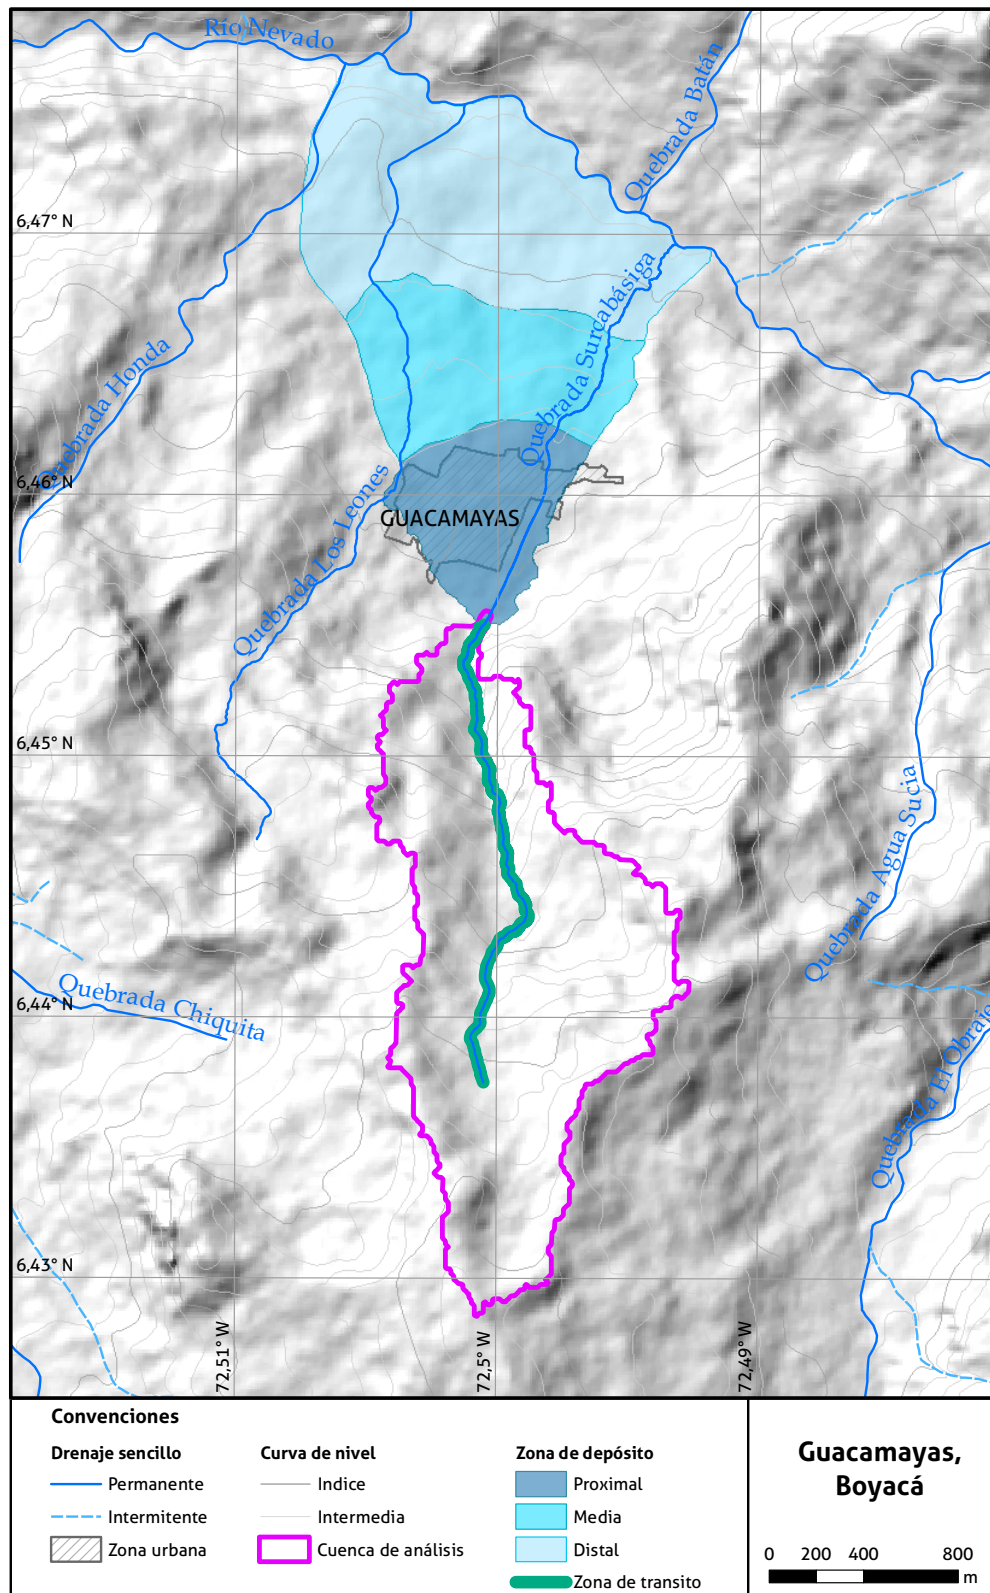 Río Nevado
Quebrada Batán
6,47° N
Quebrada Surcabásiga
Quebrada Honda
6,46° N
GUACAMAYAS
Quebrada Los Leones
6,45° N
Quebrada Agua Sucia
Quebrada Chiquita
6,44° N
Quebrada El Obraje
6,43° N
72,51° W
72,5° W
72,49° W
Convenciones
Drenaje sencillo
Permanente
Intermitente
Zona urbana
Curva de nivel
Indice
Intermedia
Cuenca de análisis
Zona de depósito
Proximal
Media
Distal
Zona de transito
Guacamayas,
Boyacá
0 200 400 800
m